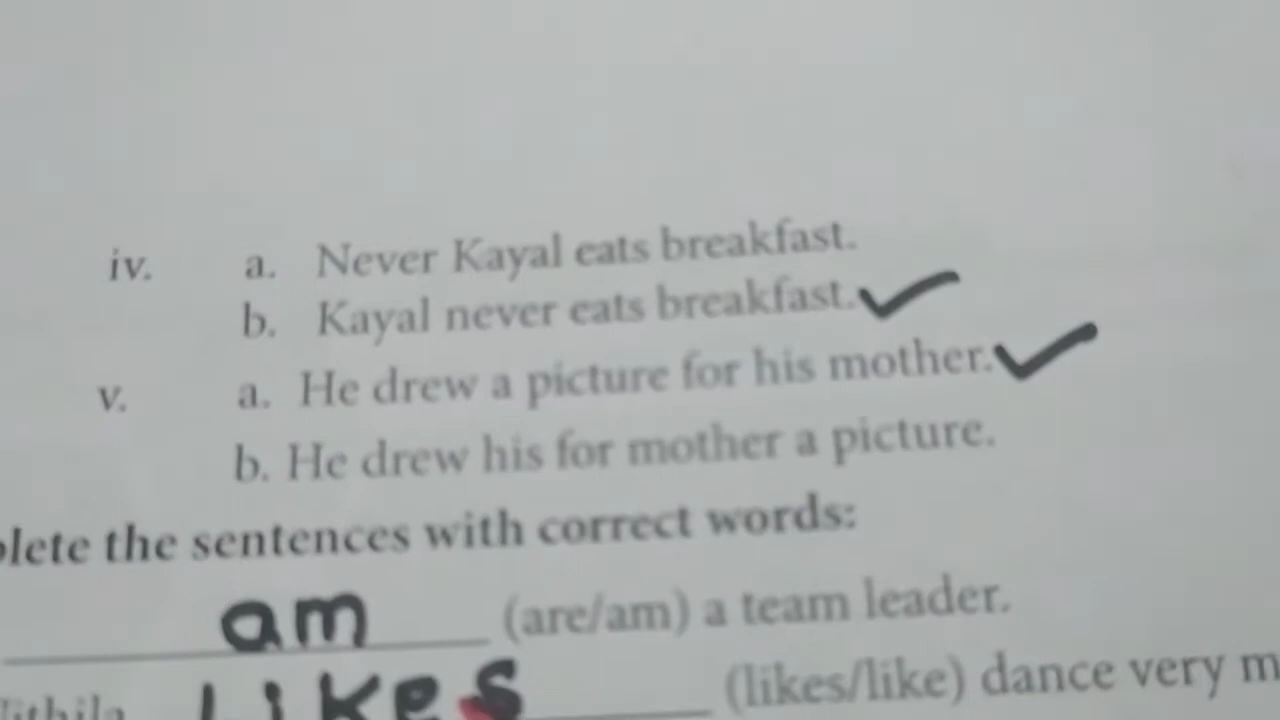 iv. a. Never Kayal eats breakfast.
b. Kayal never eats breakfast. ✓
v. a. He drew a picture for his mother. ✓
b. He drew his for mother a picture.
plete the sentences with correct words:
am (are/am) a team leader.
likes (likes/like) dance very m